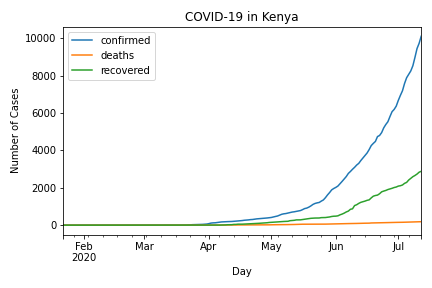 COVID-19 in Kenya
confirmed
deaths
recovered
Number of Cases
10000
8000
6000
4000
2000
0
Feb Mar Apr May Jun Jul
2020
Day